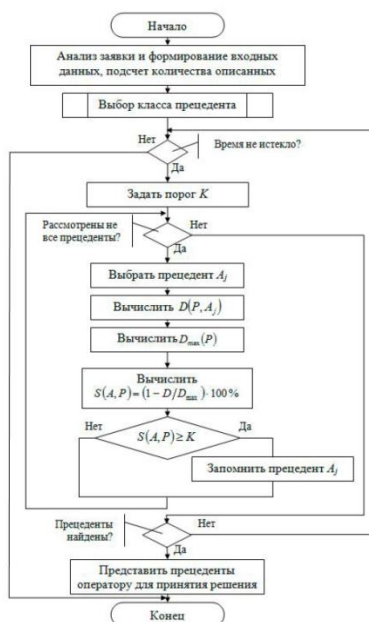 Начало
Анализ заявки и формирование входных
данных, подсчет количества описанных
Выбор класса прецедента
Нет
Время не истекло?
Да
Задать порог K
Рассмотрены не
все прецеденты?
Нет
Да
Выбрать прецедент Aj
Вычислить D(P, Aj)
Вычислить Dmax(P)
Вычислить
S(A, P)=(1 − D/Dmax)·100%
Нет
S(A, P) ≥ K
Да
Запомнить прецедент Aj
Прецеденты
найдены?
Нет
Да
Представить прецеденты
оператору для принятия решения
Конец